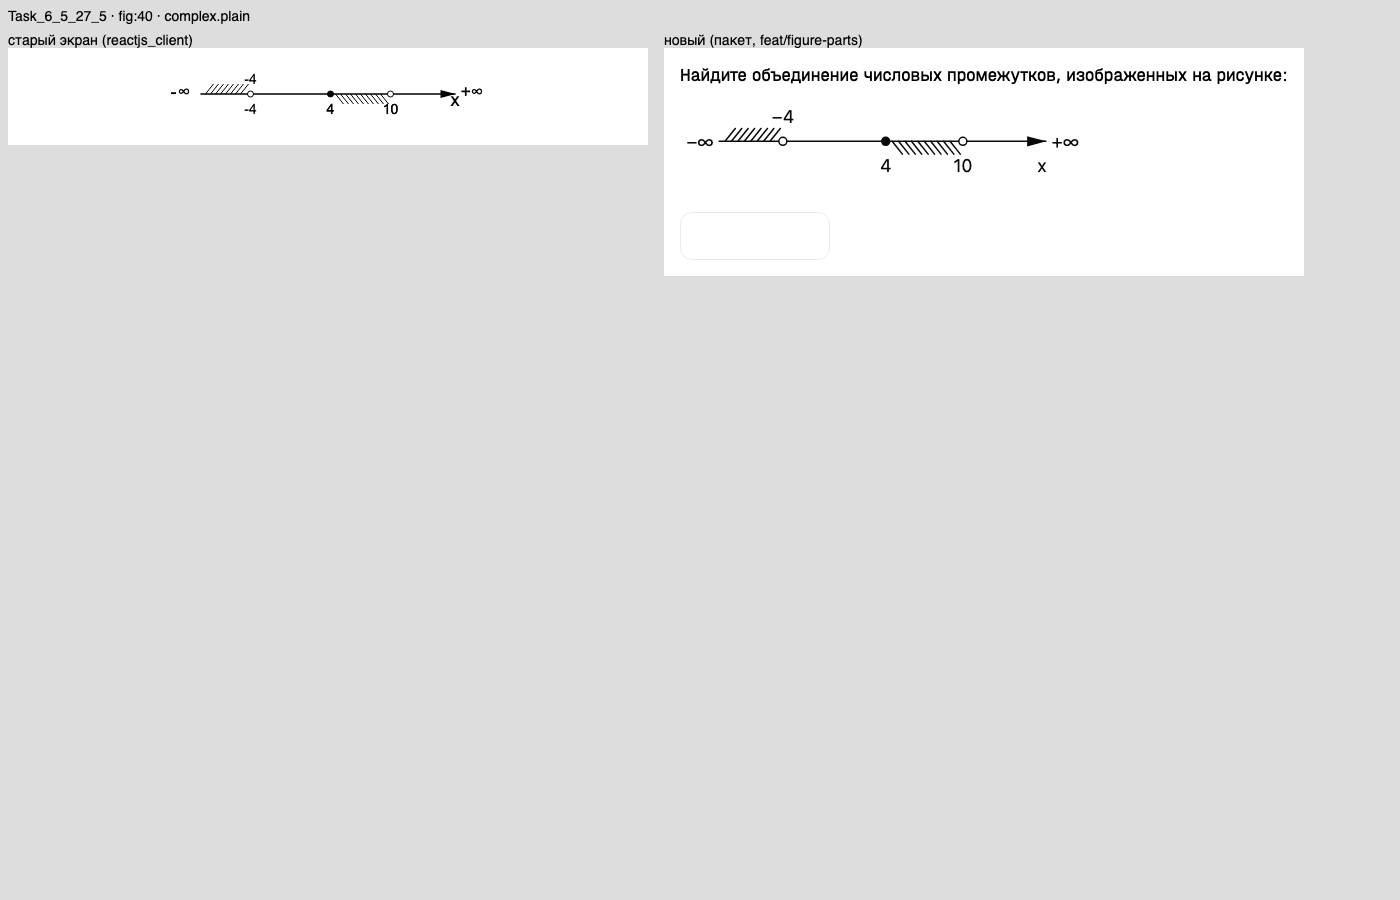 Task_6_5_27_5 · fig:40 · complex.plain
старый экран (reactjs_client)
-4
-∞ +∞
x
-4 4 10
новый (пакет, feat/figure-parts)
Найдите объединение числовых промежутков, изображенных на рисунке:
−4
−∞ +∞
4 10 x